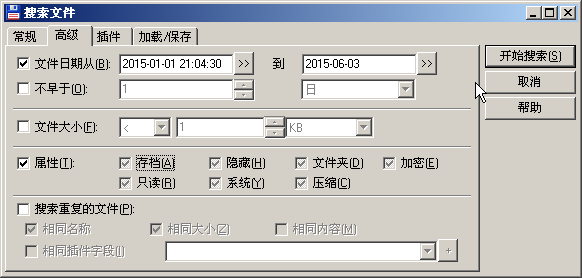 搜索文件
常规 高级 插件 加载/保存
文件日期从(B): 2015-01-01 21:04:30 >> 到 2015-06-03 >> 开始搜索(S)
不早于(O): 1 日 取消
帮助
文件大小(F): < 1 KB
属性(T): 存档(A) 隐藏(H) 文件夹(D) 加密(E)
只读(R) 系统(Y) 压缩(C)
搜索重复的文件(P):
相同名称 相同大小(Z) 相同内容(M)
相同插件字段(I) +